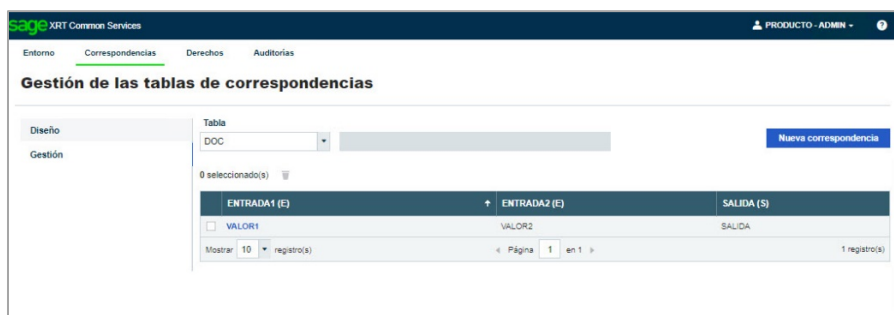 sage XRT Common Services PRODUCTO - ADMIN ?
Entorno Correspondencias Derechos Auditorías
Gestión de las tablas de correspondencias
Diseño
Gestión
Tabla
DOC
Nueva correspondencia
0 seleccionado(s)
ENTRADA1 (E) ENTRADA2 (E) SALIDA (S)
VALOR1 VALOR2 SALIDA
Mostrar 10 registro(s) Página 1 en 1 1 registro(s)